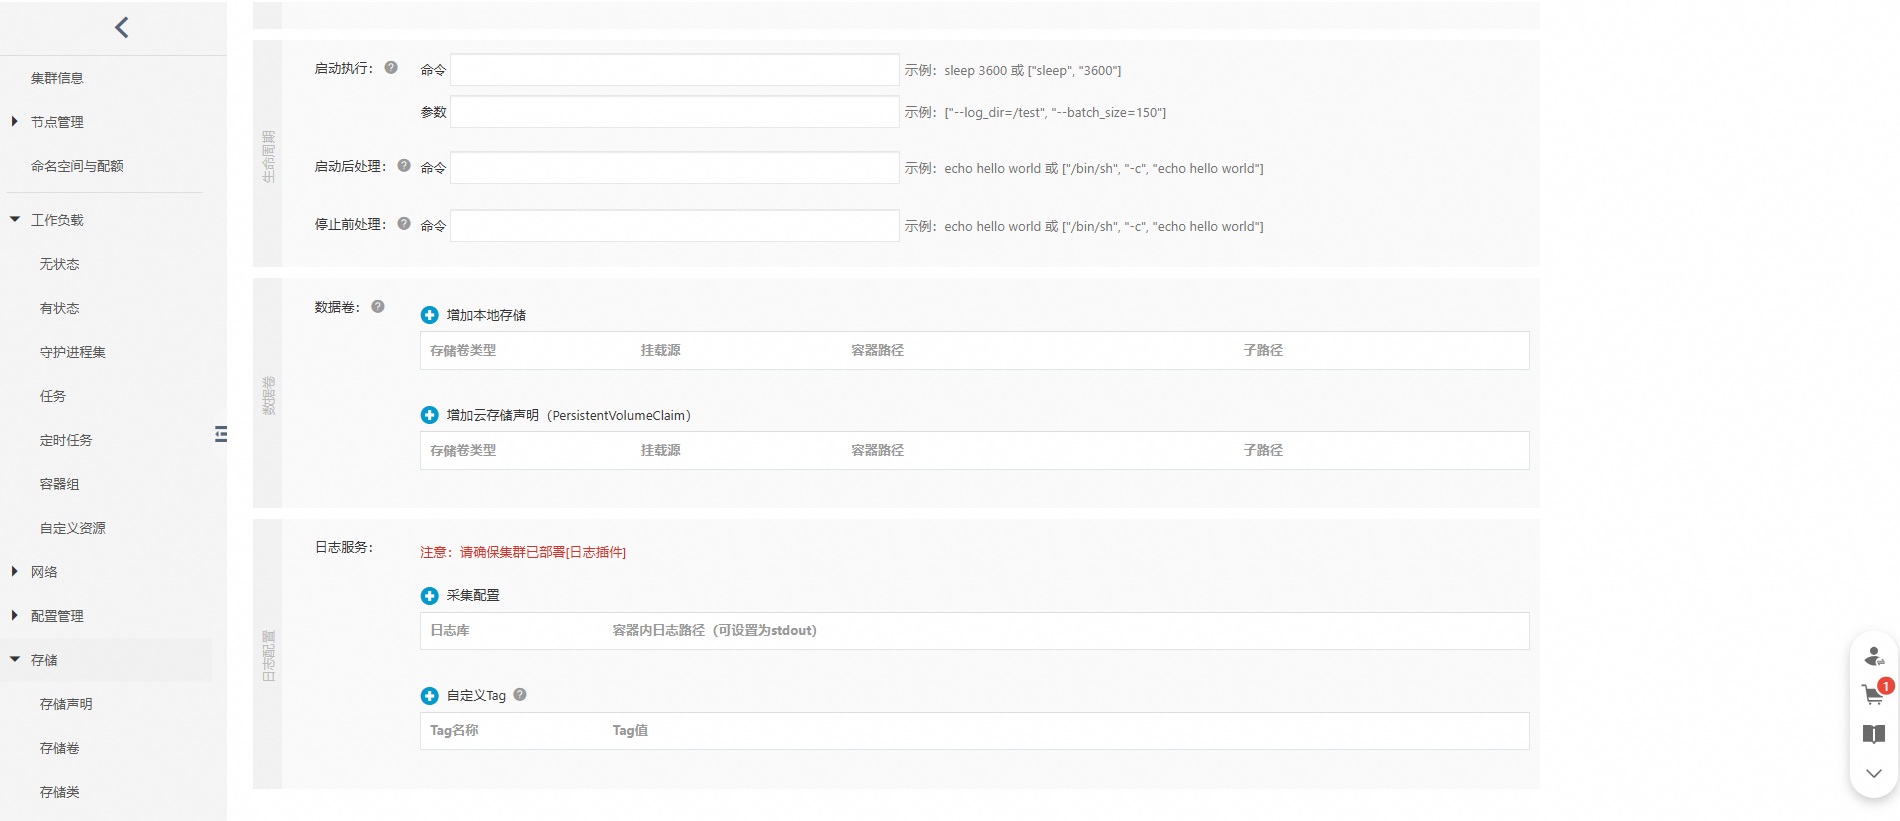 集群信息
节点管理
命名空间与配额
工作负载
无状态
有状态
守护进程集
任务
定时任务
容器组
自定义资源
网络
配置管理
存储
存储声明
存储卷
存储类
生命周期
启动执行： ? 命令 示例：sleep 3600 或 ["sleep", "3600"]
参数 示例：["--log_dir=/test", "--batch_size=150"]
启动后处理： ? 命令 示例：echo hello world 或 ["/bin/sh", "-c", "echo hello world"]
停止前处理： ? 命令 示例：echo hello world 或 ["/bin/sh", "-c", "echo hello world"]
数据卷
数据卷： ? 增加本地存储
存储卷类型 挂载源 容器路径 子路径
增加云存储声明（PersistentVolumeClaim）
存储卷类型 挂载源 容器路径 子路径
日志配置
日志服务： 注意：请确保集群已部署[日志插件]
采集配置
日志库 容器内日志路径（可设置为stdout）
自定义Tag ?
Tag名称 Tag值
1